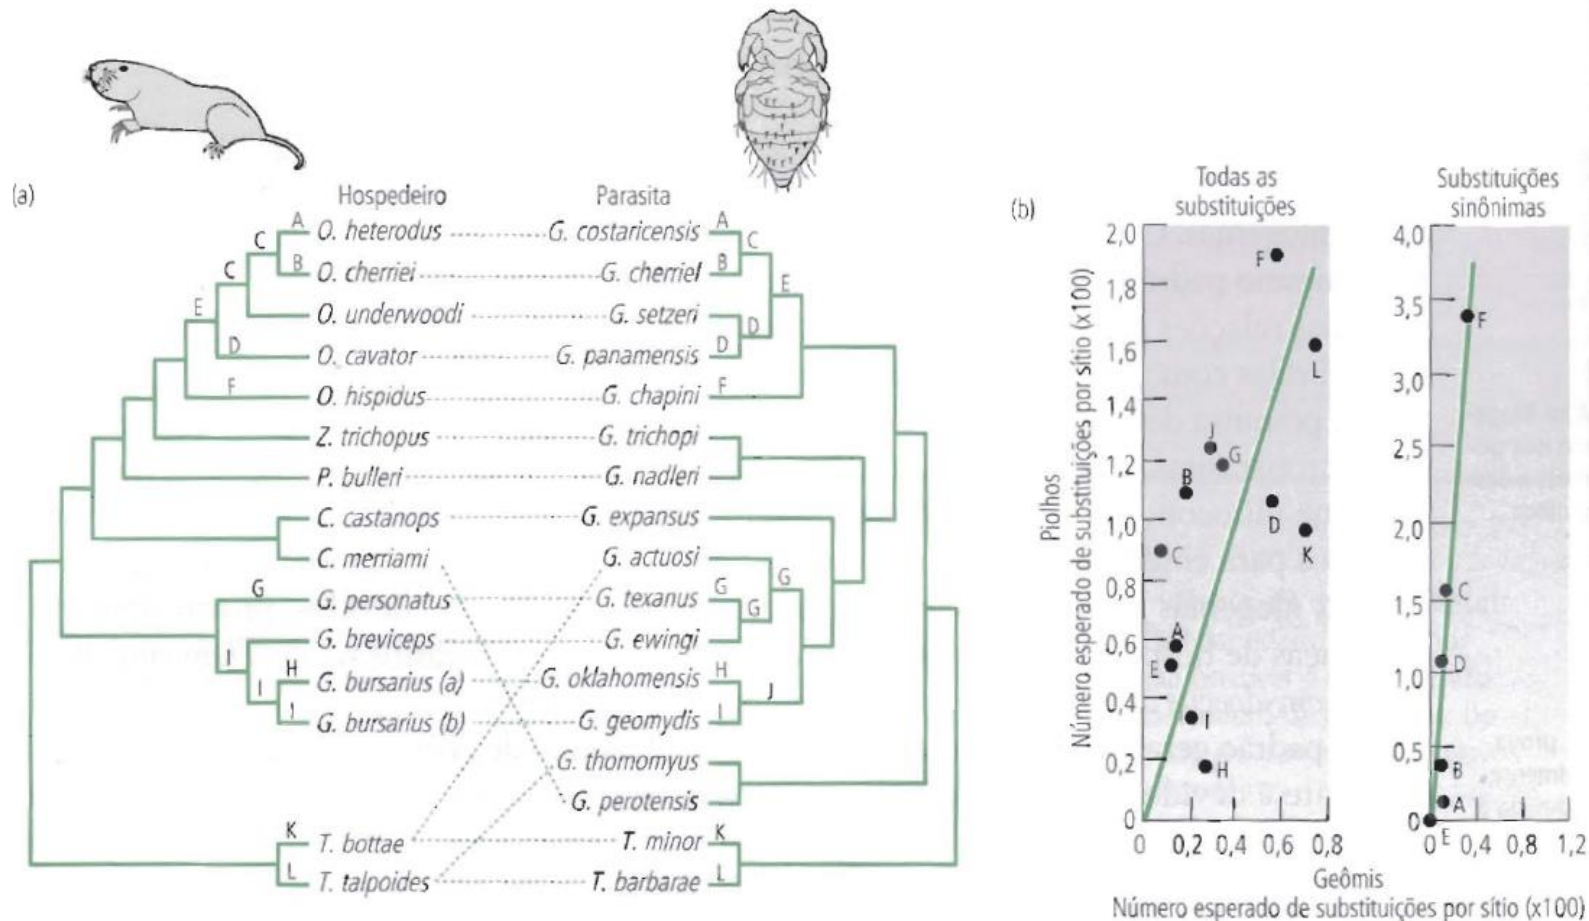 (a)
Hospedeiro Parasita
A O. heterodus G. costaricensis A
C C
B O. cherriei G. cherriel B
C E
O. underwoodi G. setzeri D
E D
D O. cavator G. panamensis D
F O. hispidus G. chapini F
Z. trichopus G. trichopi
P. bulleri G. nadleri
C. castanops G. expansus
C. merriami G. actuosi
G G
G. personatus G. texanus G
G
G. breviceps G. ewingi
I
H G. bursarius (a) G. oklahomensis H
I J
I G. bursarius (b) G. geomydis I
G. thomomyus
G. perotensis
K T. bottae T. minor K
L T. talpoides T. barbarae L
(b)
Todas as
substituições
Piolhos
Número esperado de substituições por sítio (x100)
2,0
1,8
1,6
1,4
1,2
1,0
0,8
0,6
0,4
0,2
0
F
L
J
G
B
D
K
C
A
E
I
H
0 0,2 0,4 0,6 0,8
Substituições
sinônimas
4,0
3,5
3,0
2,5
2,0
1,5
1,0
0,5
0
F
C
D
B
A
E
0 0,4 0,8 1,2
Geômis
Número esperado de substituições por sítio (x100)